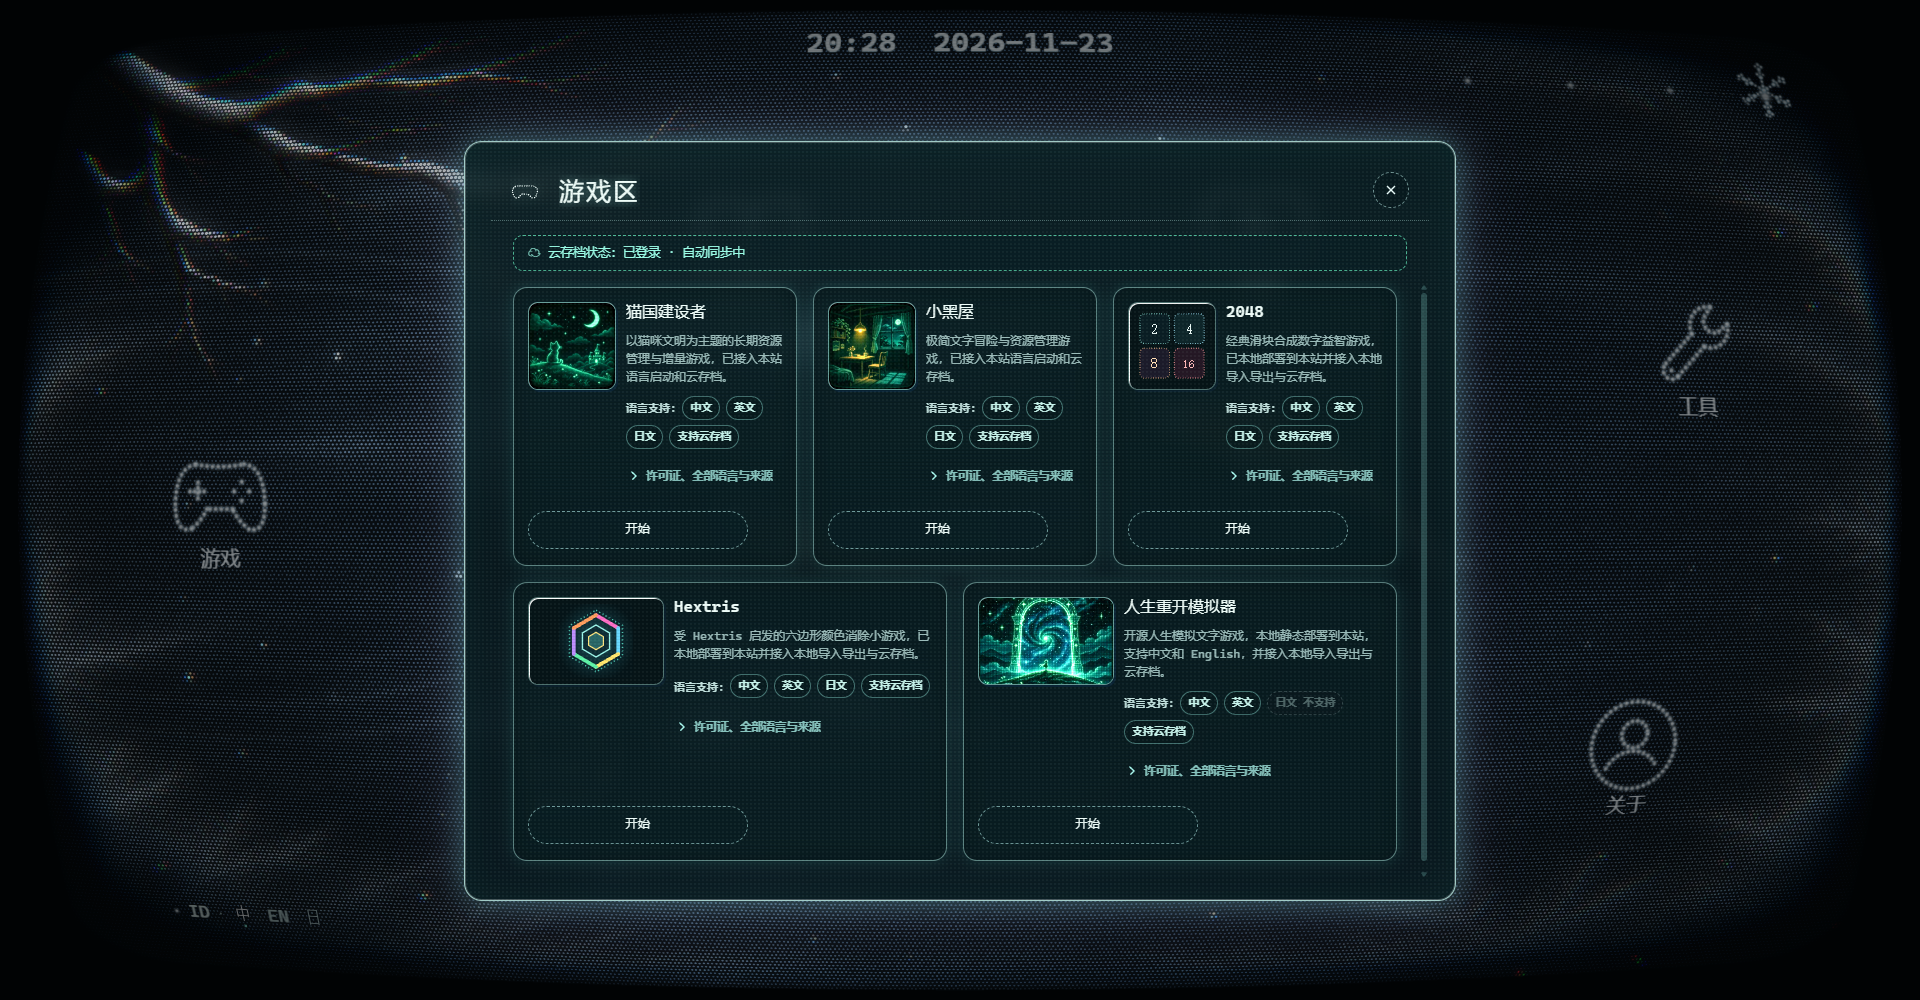 20:28 2026-11-23
游戏区
×
云存档状态：已登录 · 自动同步中
猫国建设者
以猫咪文明为主题的长期资源
管理与增量游戏，已接入本站
语言启动和云存档。
语言支持： 中文 英文
日文 支持云存档
许可证、全部语言与来源
开始
小黑屋
极简文字冒险与资源管理游
戏，已接入本站语言启动和云
存档。
语言支持： 中文 英文
日文 支持云存档
许可证、全部语言与来源
开始
2 4
8 16
2048
经典滑块合成数字益智游戏，
已本地部署到本站并接入本地
导入导出与云存档。
语言支持： 中文 英文
日文 支持云存档
许可证、全部语言与来源
开始
Hextris
受 Hextris 启发的六边形颜色消除小游戏，已
本地部署到本站并接入本地导入导出与云存档。
语言支持： 中文 英文 日文 支持云存档
许可证、全部语言与来源
开始
人生重开模拟器
开源人生模拟文字游戏，本地静态部署到本站，
支持中文和 English，并接入本地导入导出与
云存档。
语言支持： 中文 英文 日文 不支持
支持云存档
许可证、全部语言与来源
开始
游戏
工具
关于
· ID · 中 EN 日